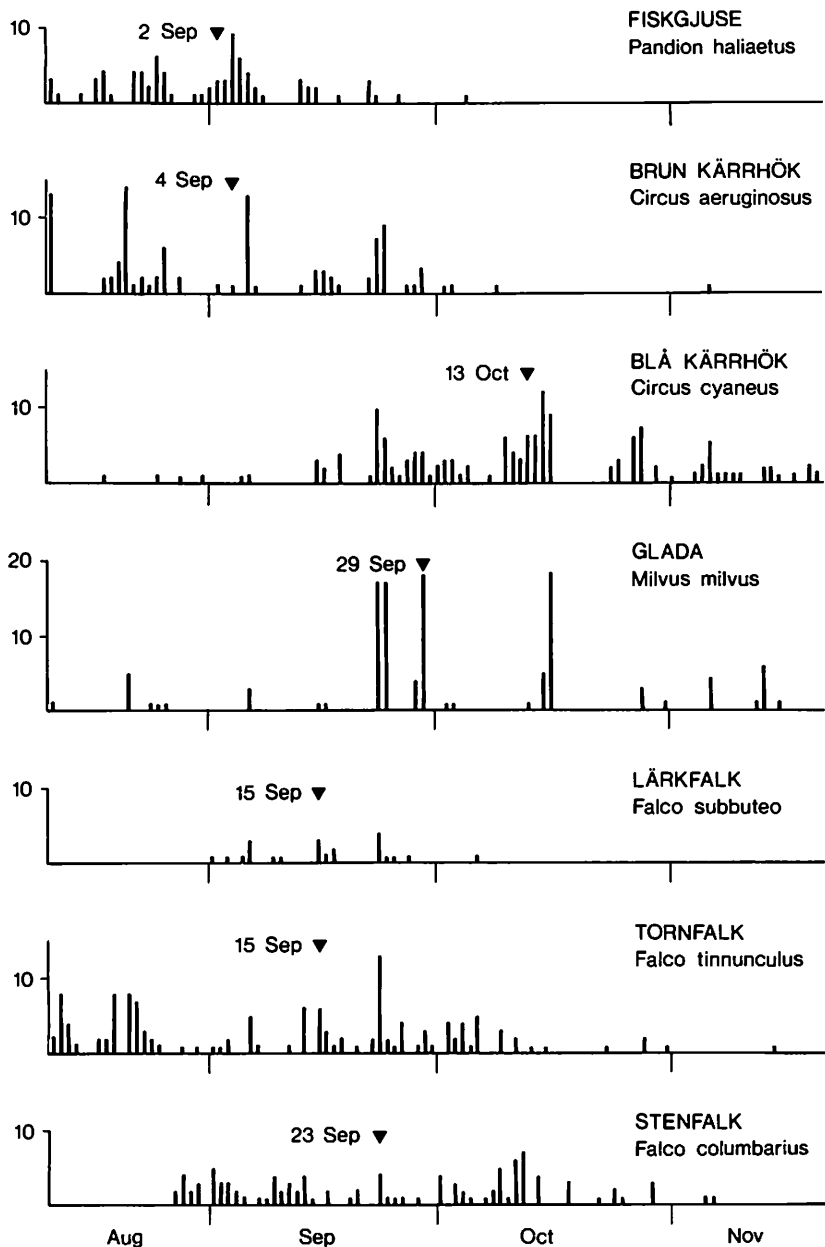 10
2 Sep ▼
FISKGJUSE
Pandion haliaetus
10
4 Sep ▼
BRUN KÄRRHÖK
Circus aeruginosus
10
13 Oct ▼
BLÅ KÄRRHÖK
Circus cyaneus
20
10
29 Sep ▼
GLADA
Milvus milvus
10
15 Sep ▼
LÄRKFALK
Falco subbuteo
10
15 Sep ▼
TORNFALK
Falco tinnunculus
10
23 Sep ▼
STENFALK
Falco columbarius
Aug Sep Oct Nov